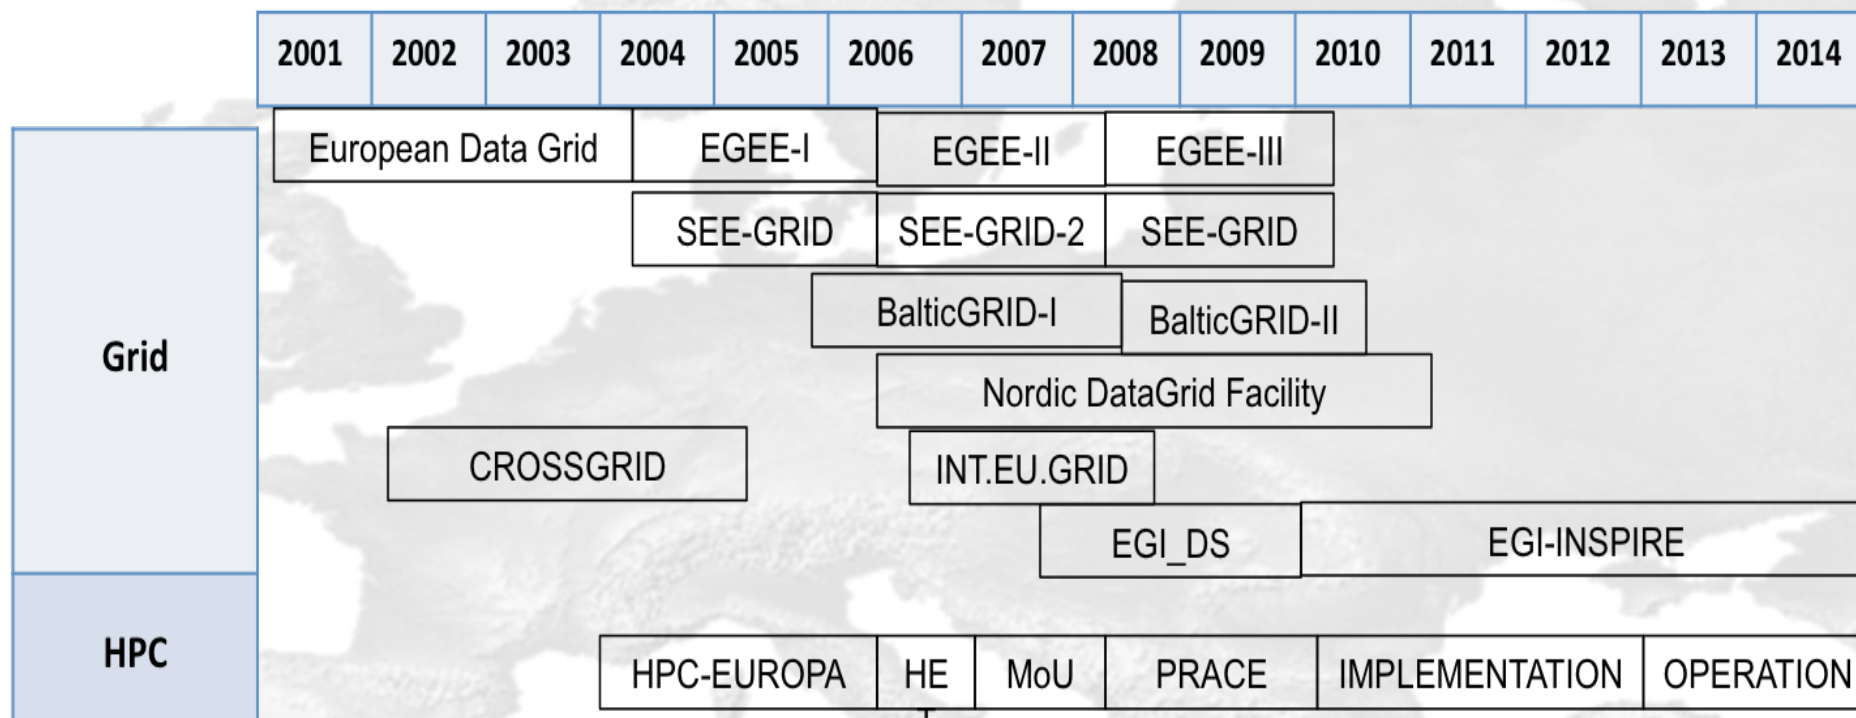 2001 2002 2003 2004 2005 2006 2007 2008 2009 2010 2011 2012 2013 2014
European Data Grid EGEE-I EGEE-II EGEE-III
SEE-GRID SEE-GRID-2 SEE-GRID
BalticGRID-I BalticGRID-II
Grid
Nordic DataGrid Facility
CROSSGRID INT.EU.GRID
EGI_DS EGI-INSPIRE
HPC
HPC-EUROPA HE MoU PRACE IMPLEMENTATION OPERATION